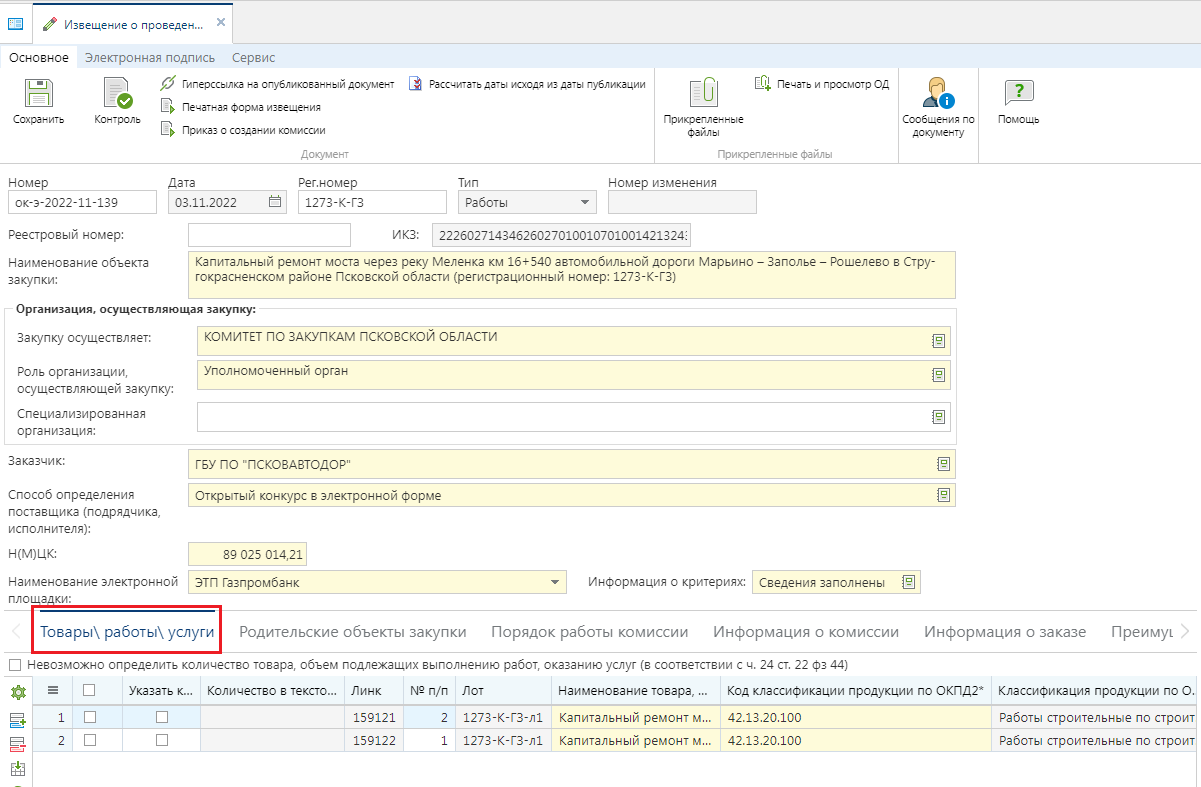 Извещение о проведен...
Основное Электронная подпись Сервис
Сохранить
Контроль
Гиперссылка на опубликованный документ
Печатная форма извещения
Приказ о создании комиссии
Рассчитать даты исходя из даты публикации
Документ
Прикрепленные файлы
Печать и просмотр ОД
Прикрепленные файлы
Сообщения по документу
Помощь
Номер Дата Рег.номер Тип Номер изменения
ок-э-2022-11-139 03.11.2022 1273-К-ГЗ Работы
Реестровый номер: ИКЗ:
Наименование объекта закупки:
Капитальный ремонт моста через реку Меленка км 16+540 автомобильной дороги Марьино – Заполье – Рошелево в Стру-
гокрасненском районе Псковской области (регистрационный номер: 1273-К-ГЗ)
Организация, осуществляющая закупку:
Закупку осуществляет: КОМИТЕТ ПО ЗАКУПКАМ ПСКОВСКОЙ ОБЛАСТИ
Роль организации, осуществляющей закупку: Уполномоченный орган
Специализированная организация:
Заказчик: ГБУ ПО "ПСКОВАВТОДОР"
Способ определения поставщика (подрядчика, исполнителя): Открытый конкурс в электронной форме
Н(М)ЦК: 89 025 014,21
Наименование электронной площадки: ЭТП Газпромбанк Информация о критериях: Сведения заполнены
Товары\ работы\ услуги Родительские объекты закупки Порядок работы комиссии Информация о комиссии Информация о заказе Преиму
Невозможно определить количество товара, объем подлежащих выполнению работ, оказанию услуг (в соответствии с ч. 24 ст. 22 фз 44)
Указать к... Количество в тексто... Линк № п/п Лот Наименование товара, ... Код классификации продукции по ОКПД2* Классификация продукции по О.
1 159121 2 1273-К-ГЗ-л1 Капитальный ремонт м... 42.13.20.100 Работы строительные по строит
2 159122 1 1273-К-ГЗ-л1 Капитальный ремонт м... 42.13.20.100 Работы строительные по строит